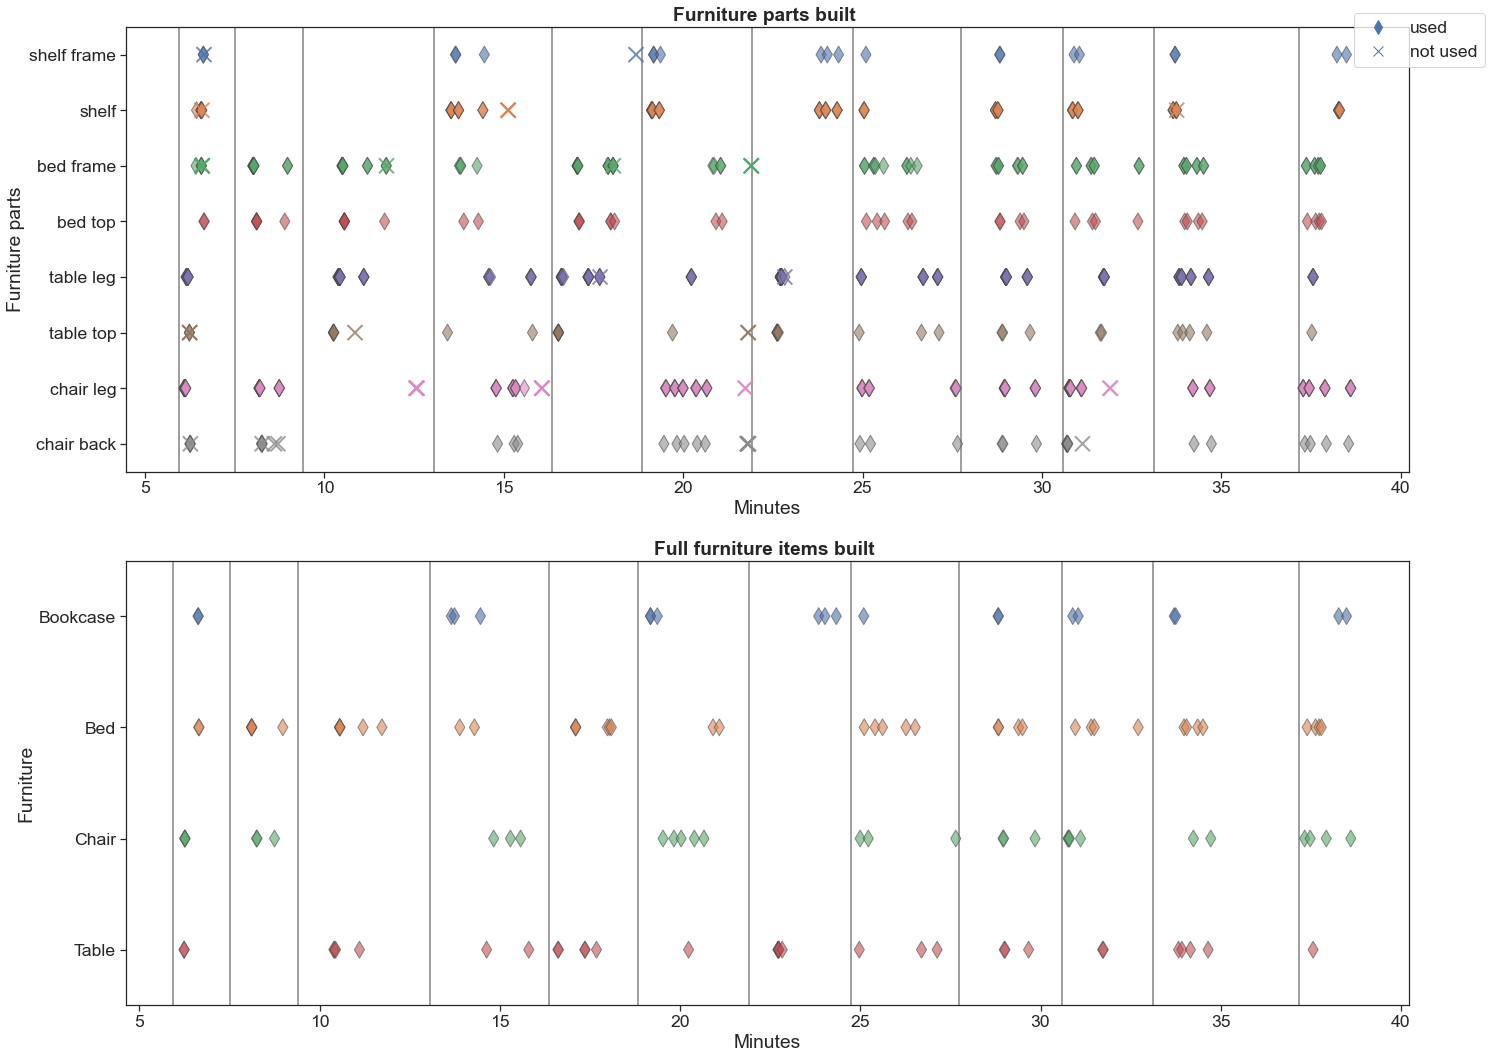 Furniture parts built
used
not used
shelf frame
shelf
bed frame
bed top
table leg
table top
chair leg
chair back
Furniture parts
5 10 15 20 25 30 35 40
Minutes
Full furniture items built
Bookcase
Bed
Chair
Table
Furniture
5 10 15 20 25 30 35 40
Minutes